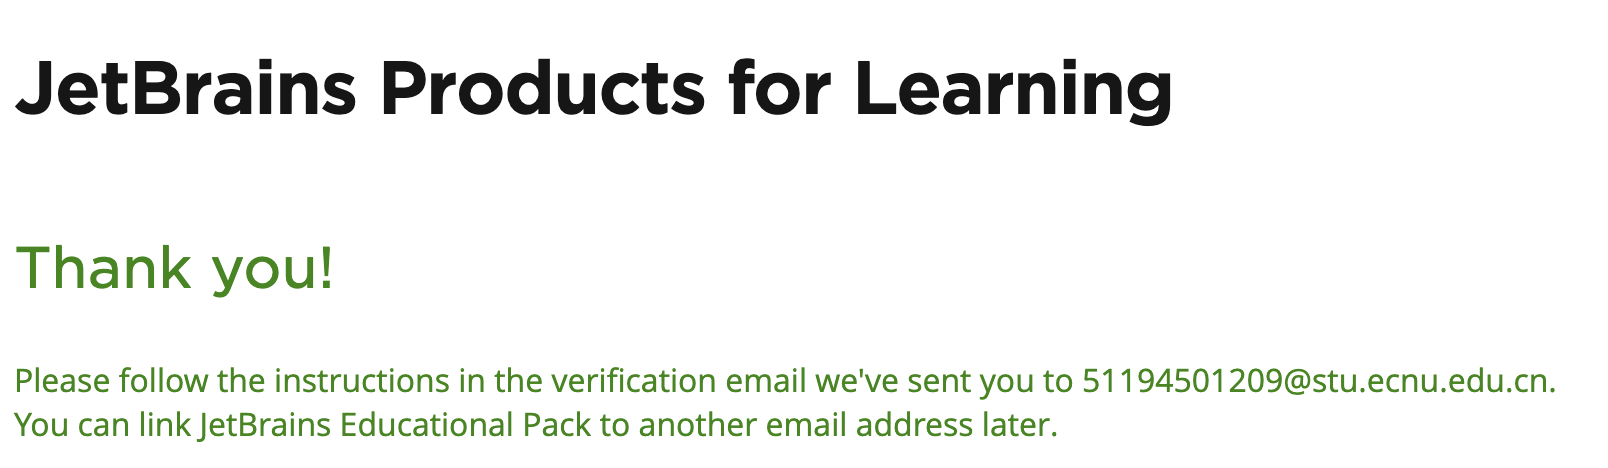 JetBrains Products for Learning
Thank you!
Please follow the instructions in the verification email we've sent you to 51194501209@stu.ecnu.edu.cn.
You can link JetBrains Educational Pack to another email address later.